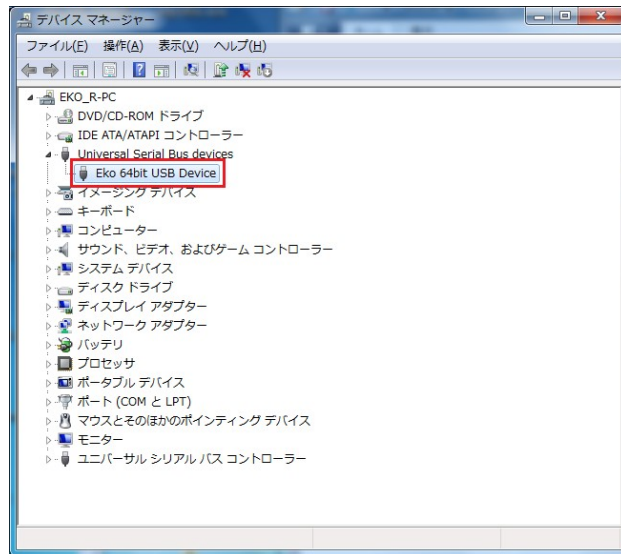 デバイス マネージャー
ファイル(F) 操作(A) 表示(V) ヘルプ(H)
EKO_R-PC
DVD/CD-ROM ドライブ
IDE ATA/ATAPI コントローラー
Universal Serial Bus devices
Eko 64bit USB Device
イメージング デバイス
キーボード
コンピューター
サウンド、ビデオ、およびゲーム コントローラー
システム デバイス
ディスク ドライブ
ディスプレイ アダプター
ネットワーク アダプター
バッテリ
プロセッサ
ポータブル デバイス
ポート (COM と LPT)
マウスとそのほかのポインティング デバイス
モニター
ユニバーサル シリアル バス コントローラー